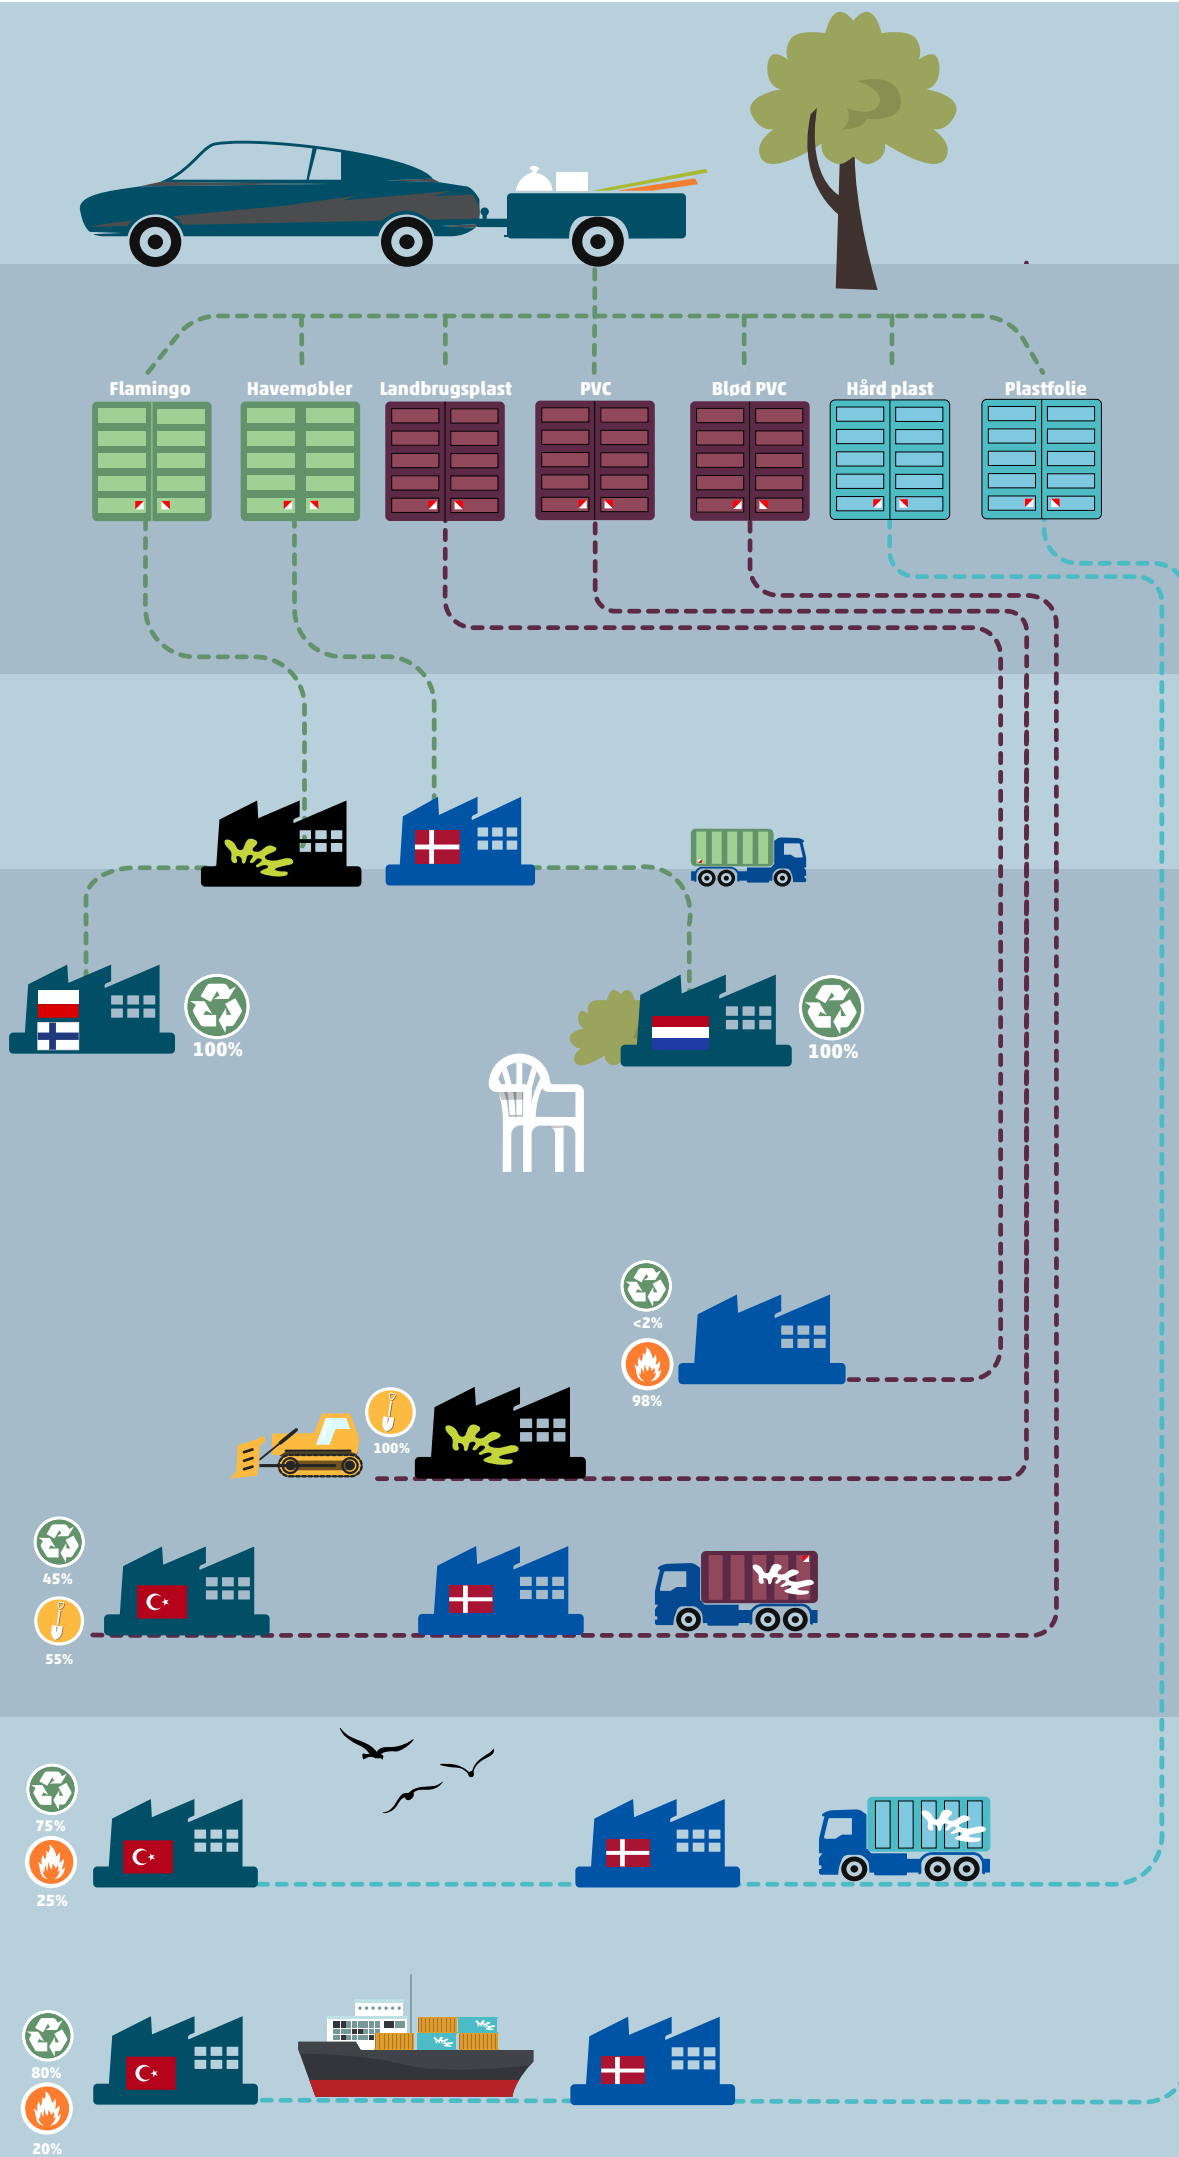 Flamingo
Havemøbler
Landbrugsplast
PVC
Blød PVC
Hård plast
Plastfolie
100%
100%
<2%
98%
100%
45%
55%
75%
25%
80%
20%